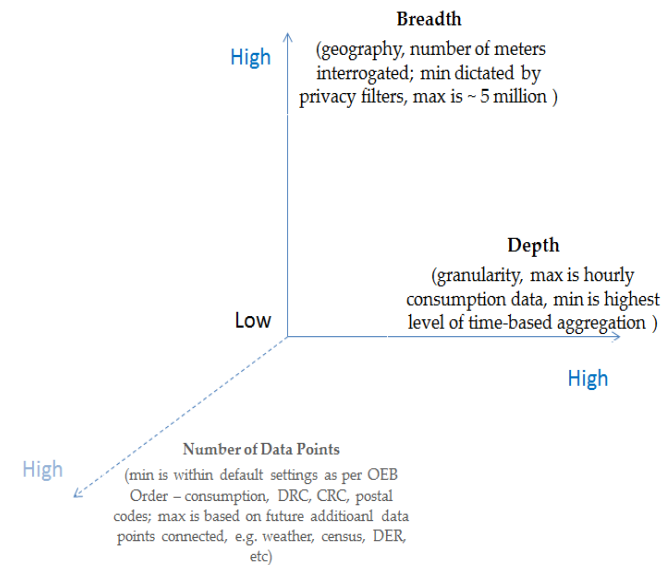 Breadth
High
(geography, number of meters
interrogated; min dictated by
privacy filters, max is ~ 5 million )
Depth
(granularity, max is hourly
consumption data, min is highest
level of time-based aggregation )
Low
High
Number of Data Points
High
(min is within default settings as per OEB
Order – consumption, DRC, CRC, postal
codes; max is based on future additioanl data
points connected, e.g. weather, census, DER,
etc)